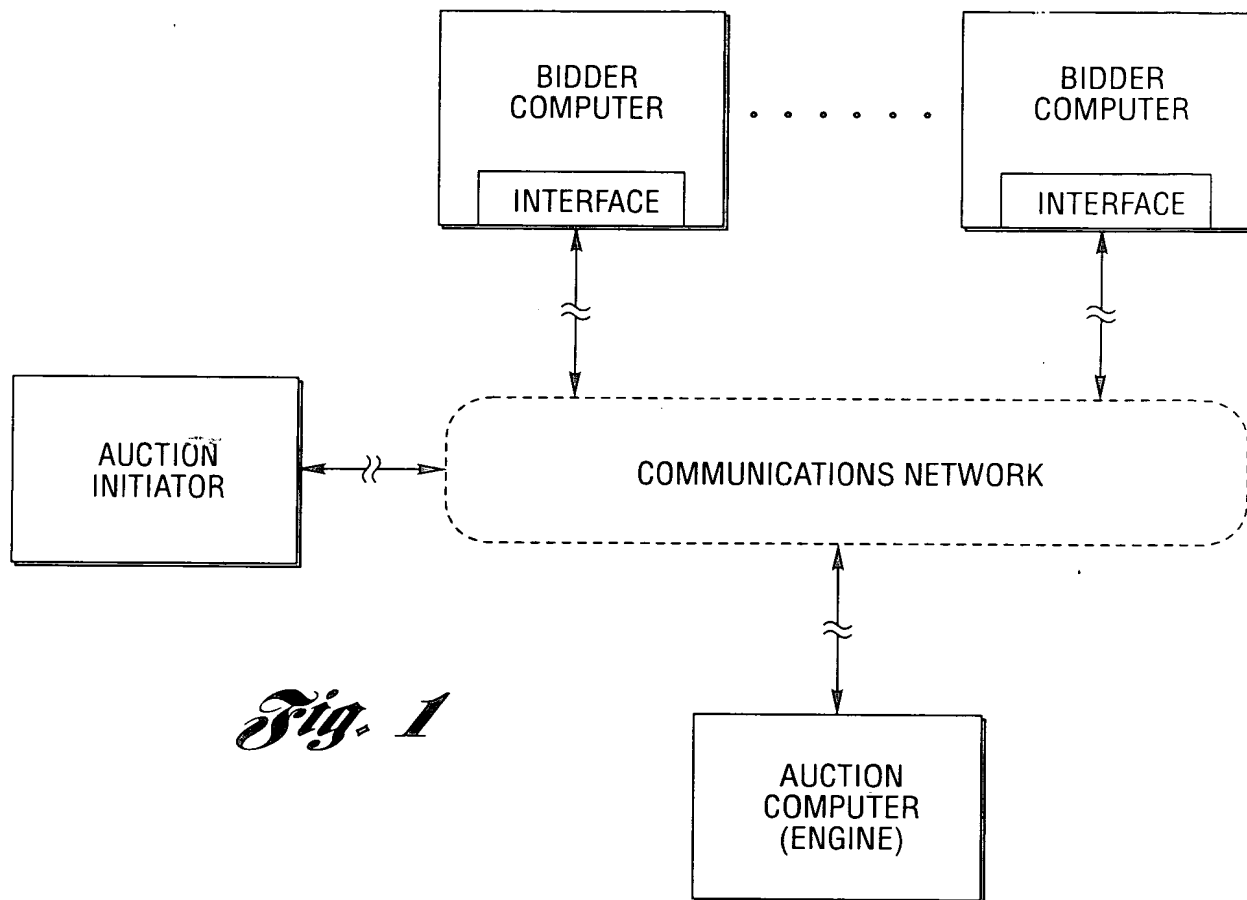 BIDDER
COMPUTER
INTERFACE
BIDDER
COMPUTER
INTERFACE
AUCTION
INITIATOR
COMMUNICATIONS NETWORK
Fig. 1
AUCTION
COMPUTER
(ENGINE)